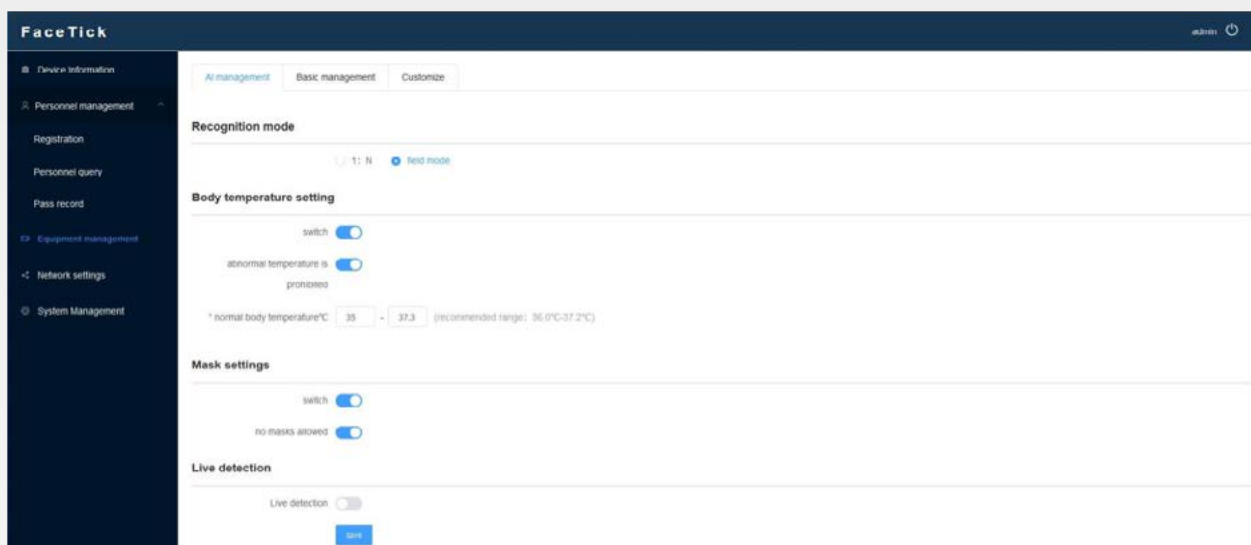 FaceTick
admin
Device Information
Personnel management
Registration
Personnel query
Pass record
Equipment management
Network settings
System Management
AI management
Basic management
Customize
Recognition mode
1: N
field mode
Body temperature setting
switch
abnormal temperature is
prohibited
* normal body temperature°C 35 - 37.3 (recommended range: 36.0°C-37.2°C)
Mask settings
switch
no masks allowed
Live detection
Live detection
save